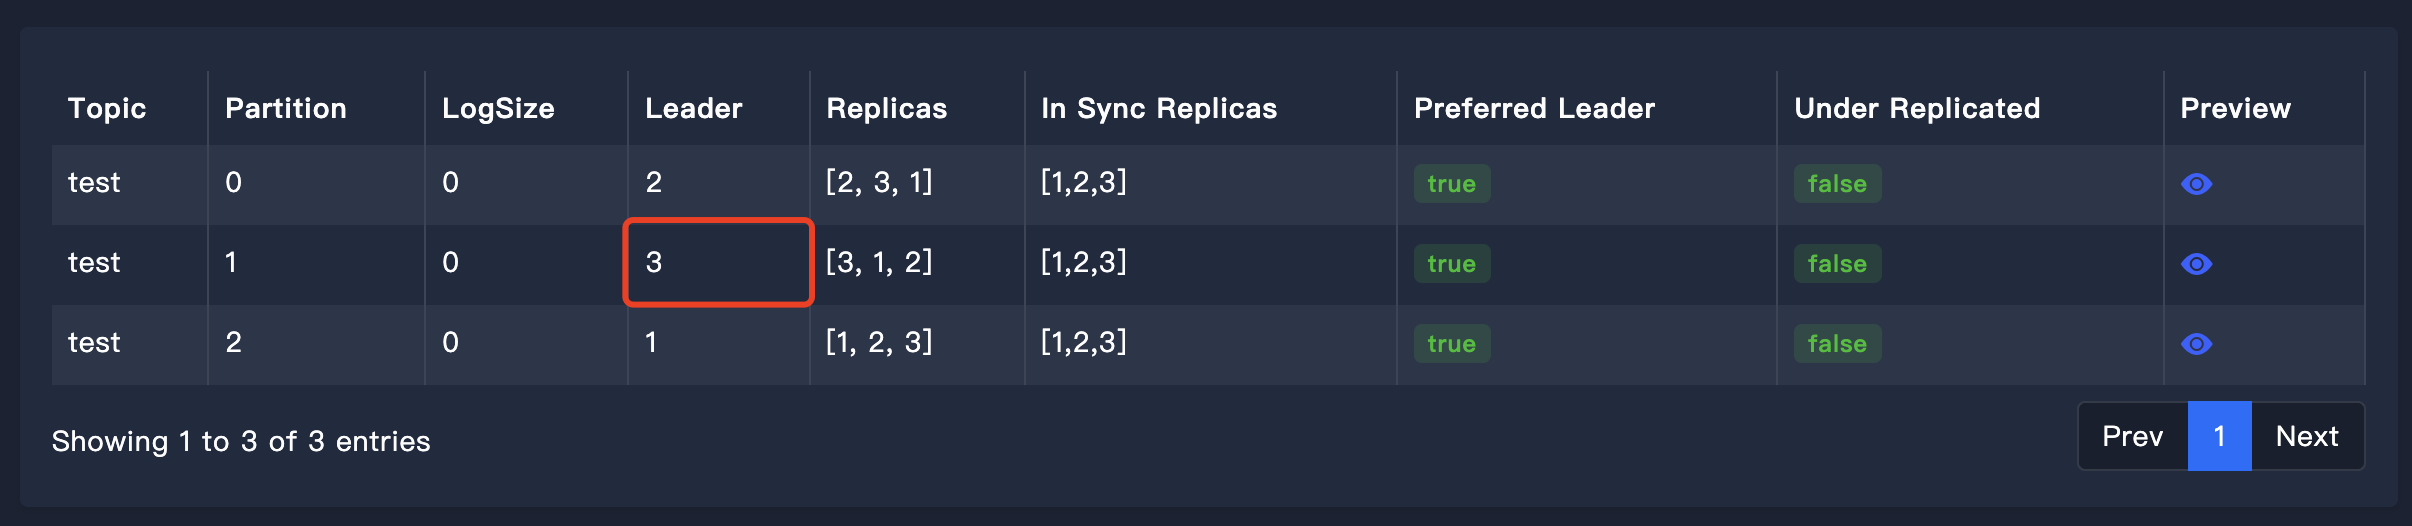 Topic Partition LogSize Leader Replicas In Sync Replicas Preferred Leader Under Replicated Preview
test 0 0 2 [2, 3, 1] [1,2,3] true false
test 1 0 3 [3, 1, 2] [1,2,3] true false
test 2 0 1 [1, 2, 3] [1,2,3] true false
Showing 1 to 3 of 3 entries
Prev 1 Next